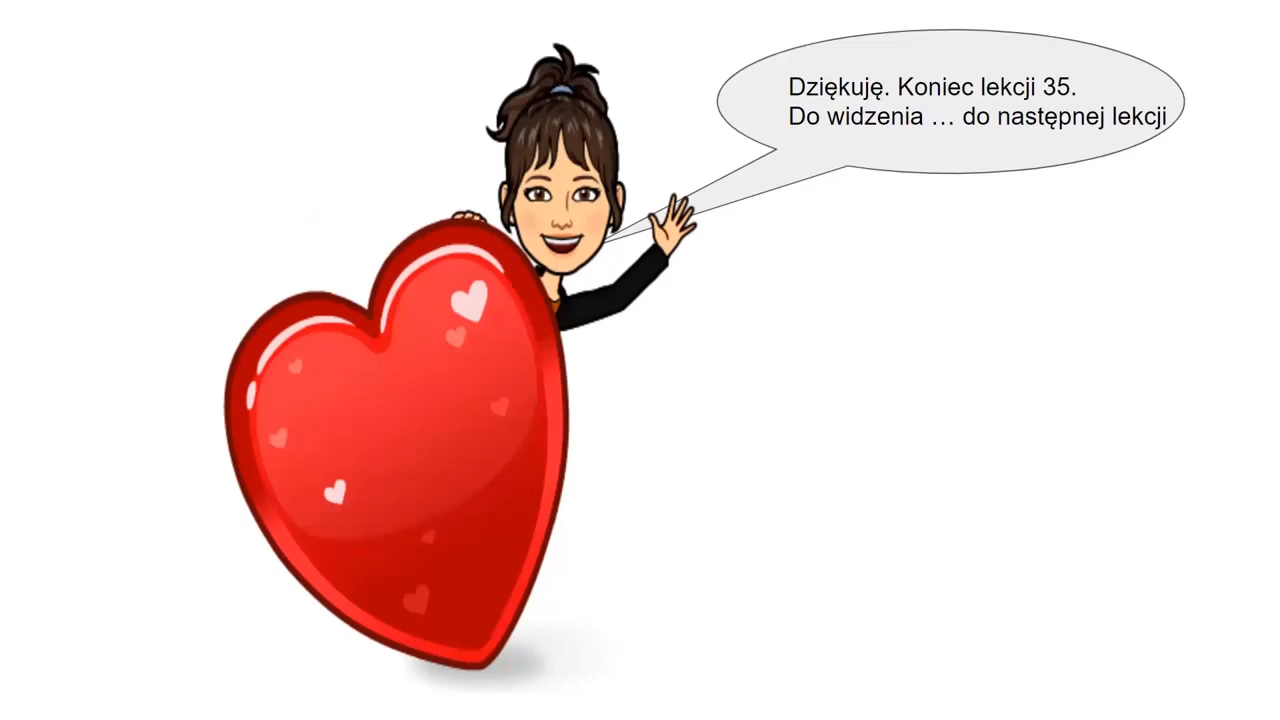 Dziękuję. Koniec lekcji 35.
Do widzenia … do następnej lekcji